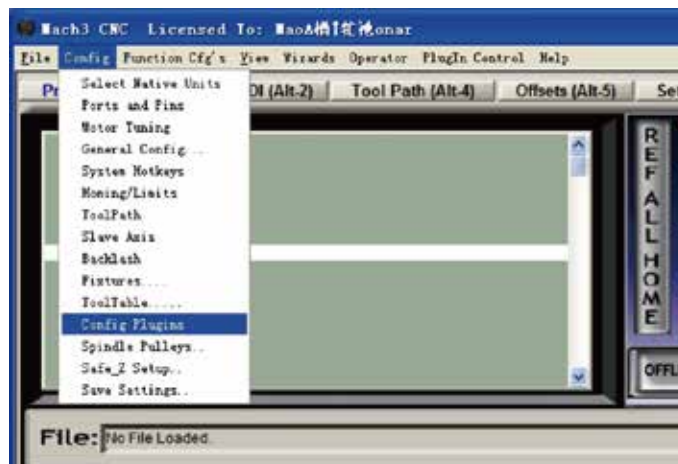 Mach3 CNC Licensed To:
File Config Function Cfg's View Wizards Operator PlugIn Control Help
DI (Alt-2) Tool Path (Alt-4) Offsets (Alt-5) Se
Select Native Units
Ports and Pins
Motor Tuning
General Config...
System Hotkeys
Homing/Limits
ToolPath
Slave Axis
Backlash
Fixtures....
ToolTable.....
Config Plugins
Spindle Pulleys..
Safe_Z Setup..
Save Settings..
REF ALL HOME
OFFL
File: No File Loaded.